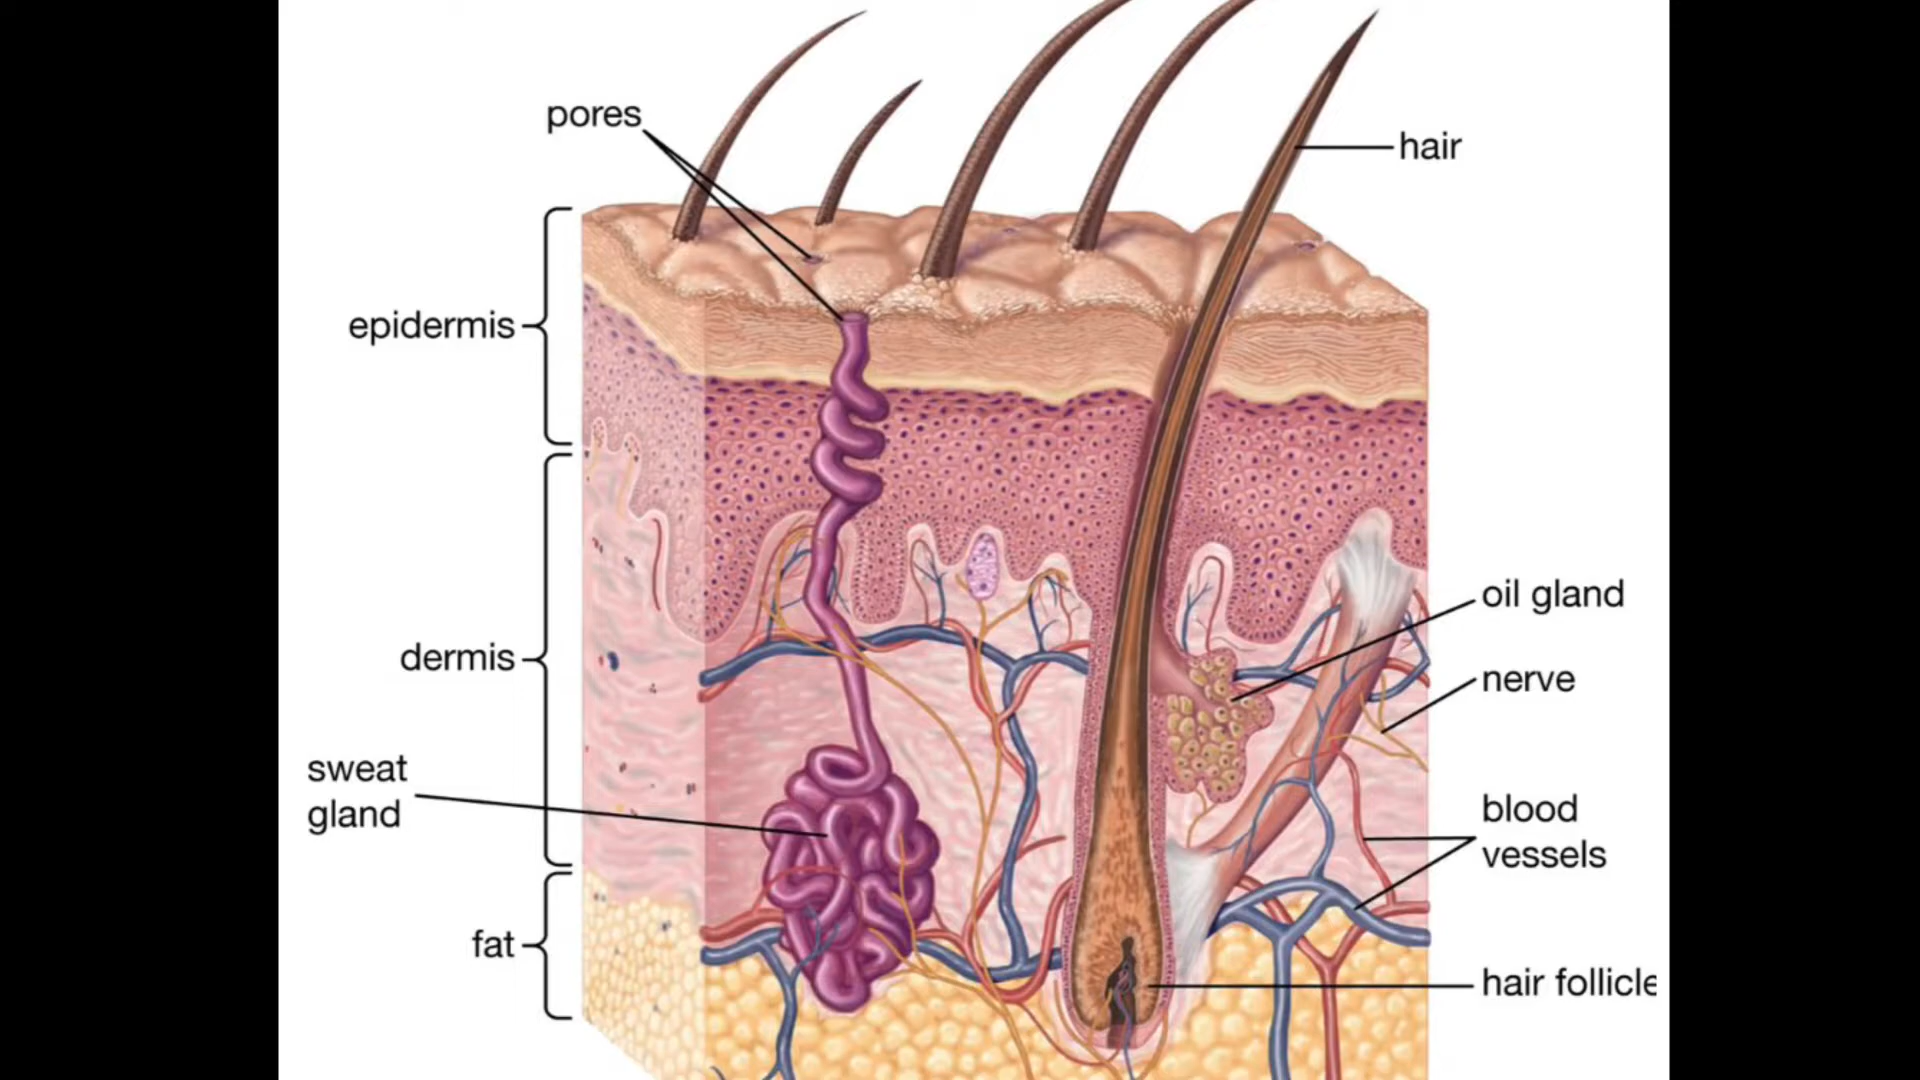 pores
hair
epidermis
oil gland
dermis
nerve
sweat
gland
blood
vessels
fat
hair follicle